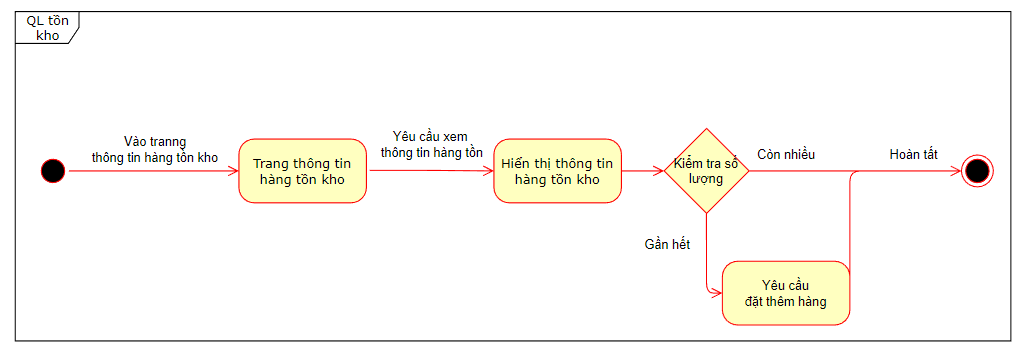 QL tồn
kho
Vào tranng
thông tin hàng tồn kho
Trang thông tin
hàng tồn kho
Yêu cầu xem
thông tin hàng tồn
Hiển thị thông tin
hàng tồn kho
Kiểm tra số
lượng
Còn nhiều
Hoàn tất
Gần hết
Yêu cầu
đặt thêm hàng